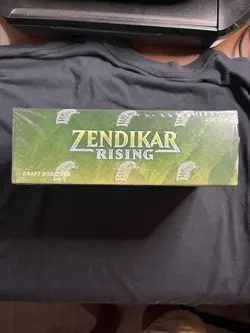 ZENDIKAR
RISING
DRAFT BOOSTER